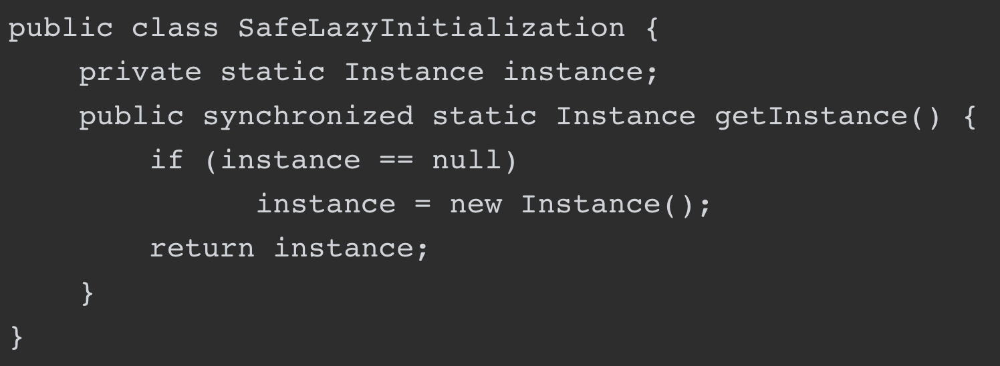 public class SafeLazyInitialization {
    private static Instance instance;
    public synchronized static Instance getInstance() {
        if (instance == null)
              instance = new Instance();
        return instance;
    }
}